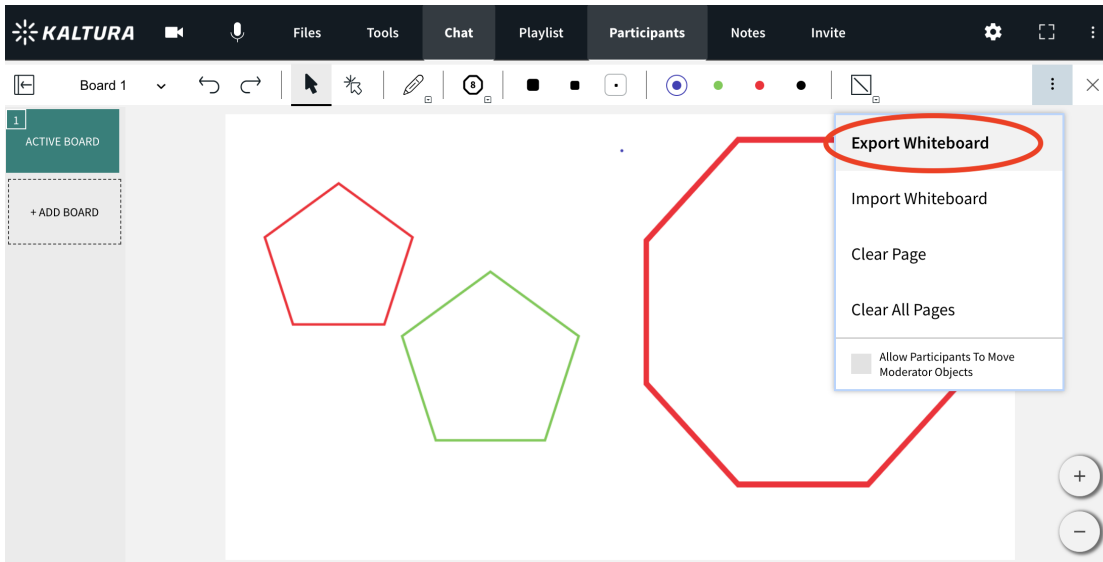 KALTURA Files Tools Chat Playlist Participants Notes Invite
Board 1 8
1
ACTIVE BOARD
+ ADD BOARD
Export Whiteboard
Import Whiteboard
Clear Page
Clear All Pages
Allow Participants To Move
Moderator Objects